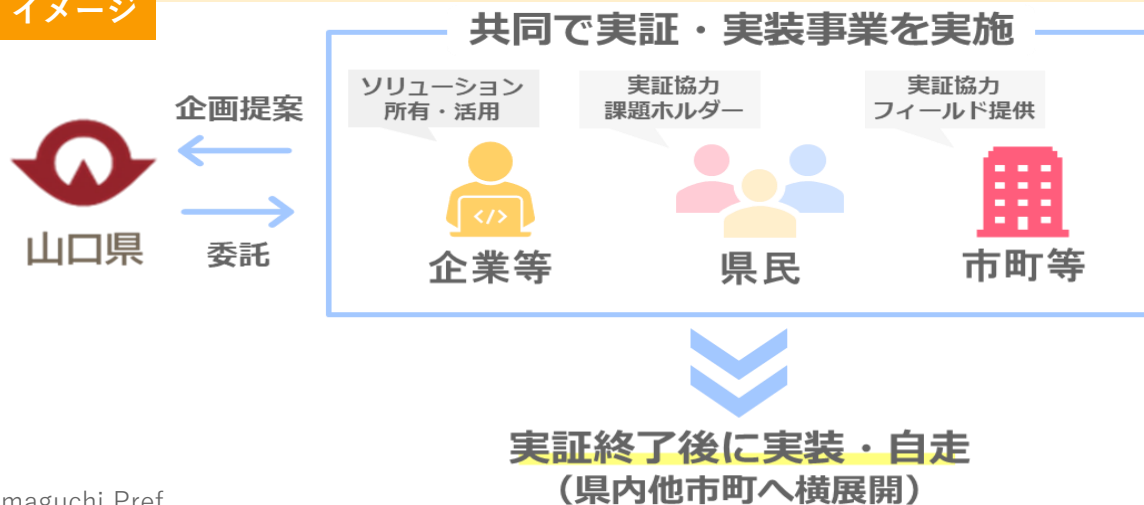 イメージ
共同で実証・実装事業を実施
ソリューション
所有・活用
実証協力
課題ホルダー
実証協力
フィールド提供
企画提案
委託
山口県
</>
企業等
県民
市町等
実証終了後に実装・自走
（県内他市町へ横展開）
maguchi Pref